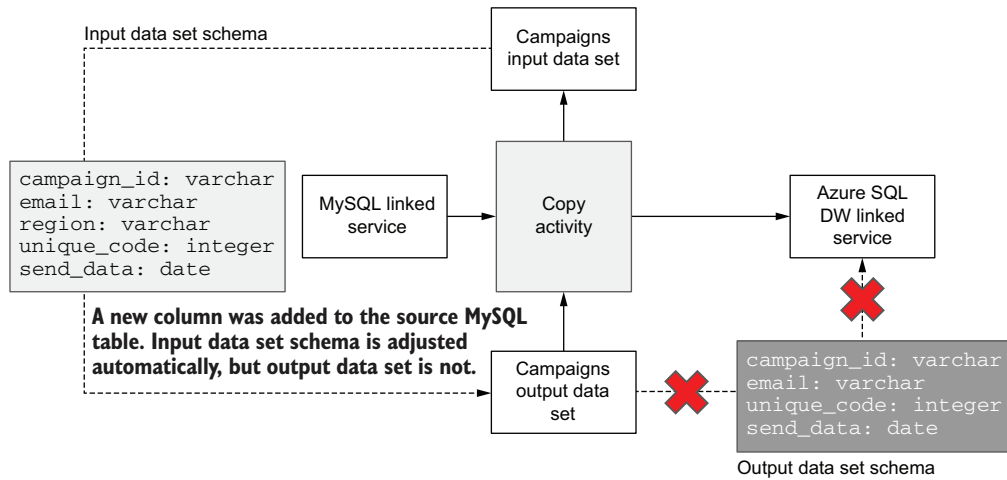 Input data set schema
Campaigns
input data set
campaign_id: varchar
email: varchar
region: varchar
unique_code: integer
send_data: date
MySQL linked
service
Copy
activity
Azure SQL
DW linked
service
A new column was added to the source MySQL
table. Input data set schema is adjusted
automatically, but output data set is not.
Campaigns
output data
set
campaign_id: varchar
email: varchar
unique_code: integer
send_data: date
Output data set schema